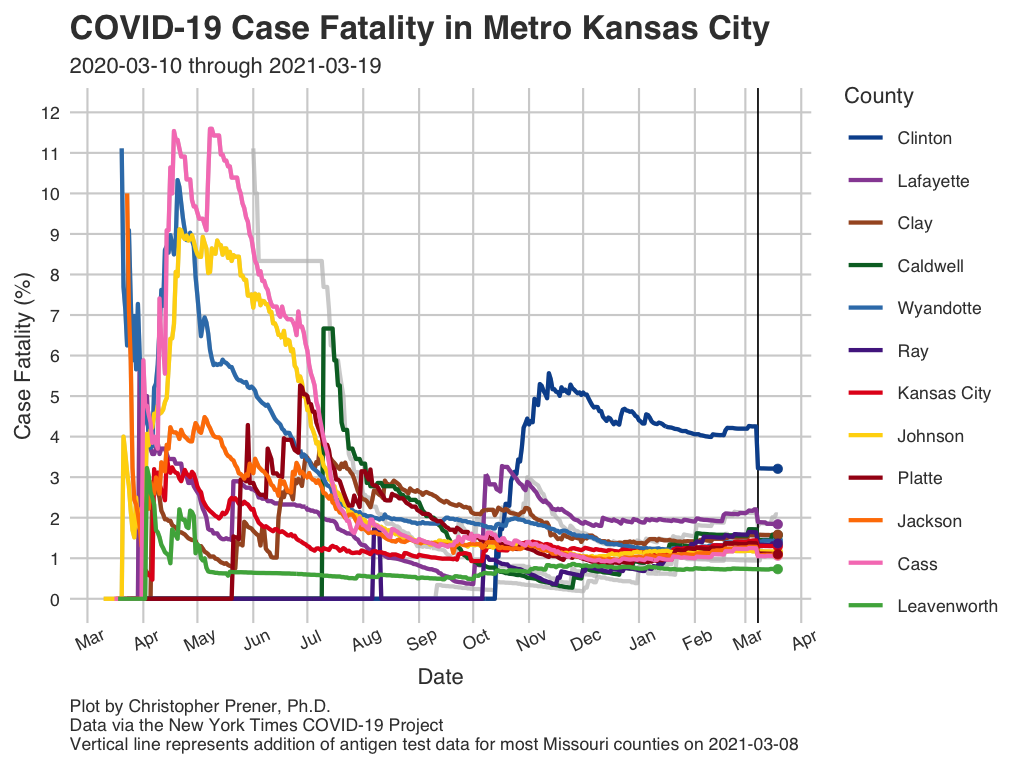 COVID-19 Case Fatality in Metro Kansas City
2020-03-10 through 2021-03-19
Case Fatality (%)
12
11
10
9
8
7
6
5
4
3
2
1
0
Mar Apr May Jun Jul Aug Sep Oct Nov Dec Jan Feb Mar Apr
Date
County
Clinton
Lafayette
Clay
Caldwell
Wyandotte
Ray
Kansas City
Johnson
Platte
Jackson
Cass
Leavenworth
Plot by Christopher Prener, Ph.D.
Data via the New York Times COVID-19 Project
Vertical line represents addition of antigen test data for most Missouri counties on 2021-03-08